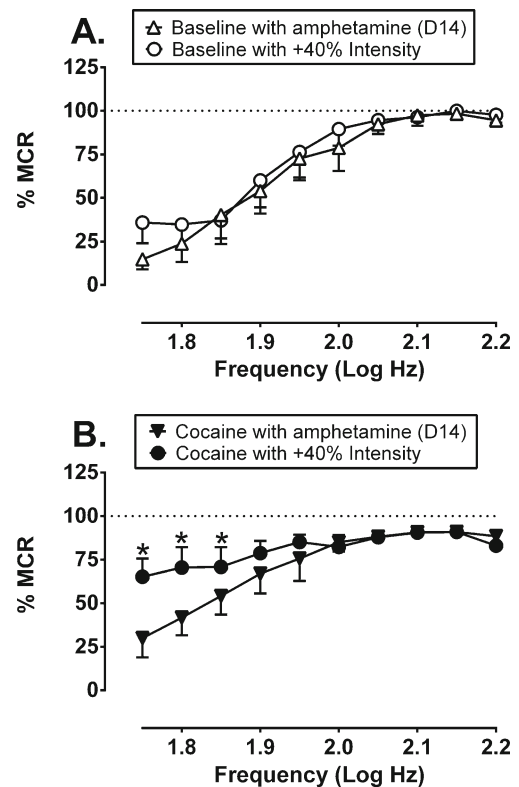 A.
Baseline with amphetamine (D14)
Baseline with +40% Intensity
125
100
75
50
25
0
% MCR
1.8 1.9 2.0 2.1 2.2
Frequency (Log Hz)
B.
Cocaine with amphetamine (D14)
Cocaine with +40% Intensity
125
100
75
50
25
0
% MCR
* * *
1.8 1.9 2.0 2.1 2.2
Frequency (Log Hz)